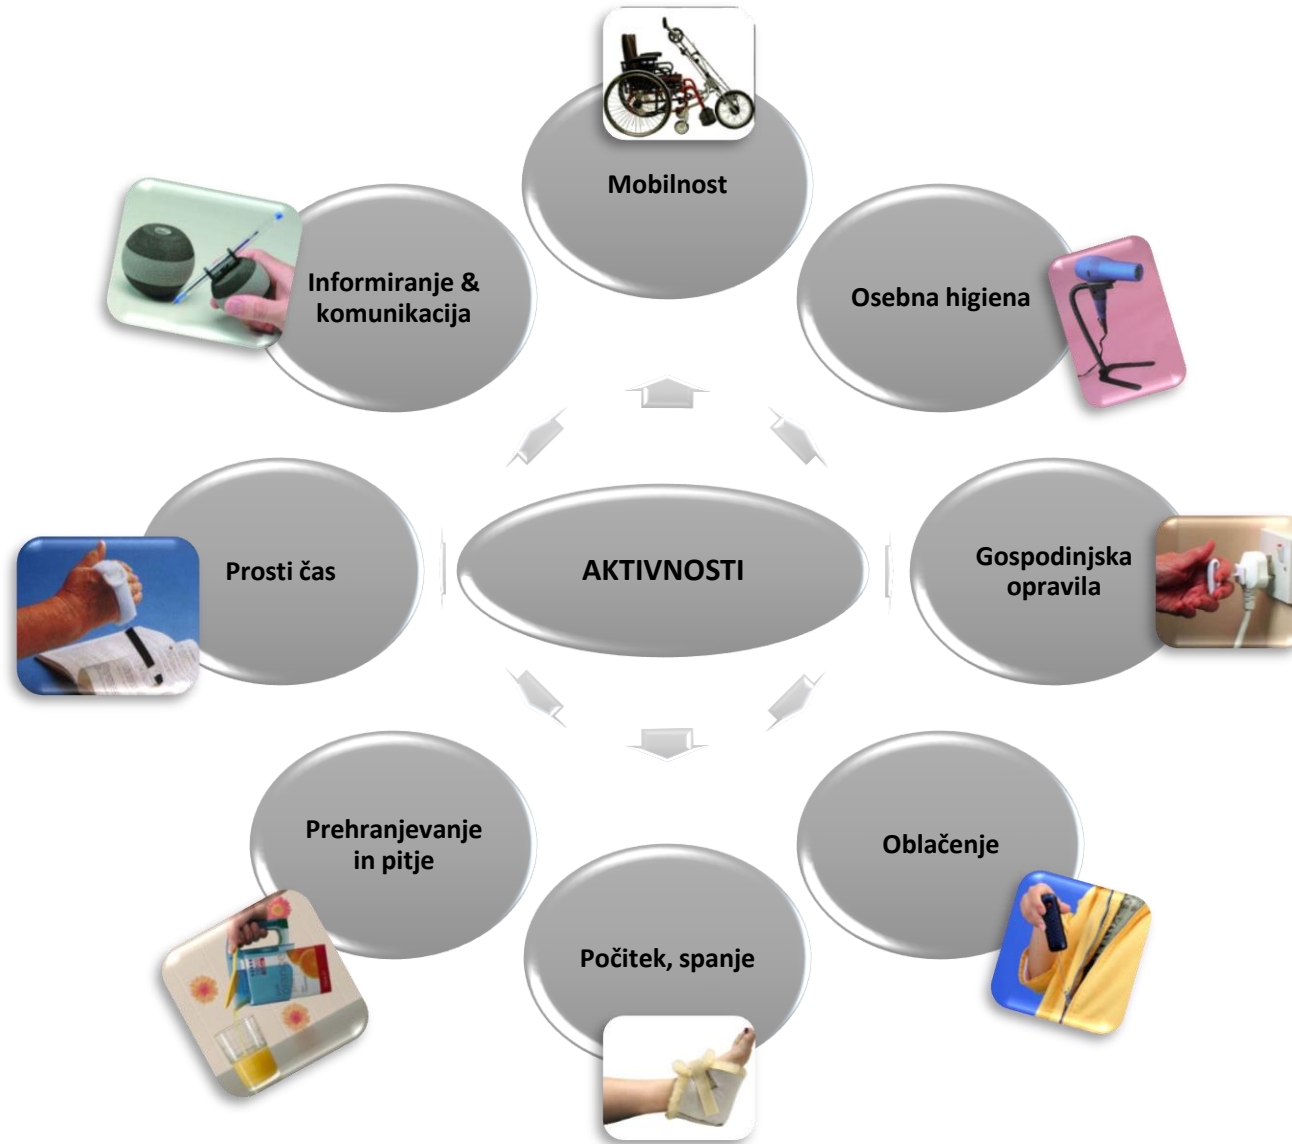 Mobilnost
Informiranje &
komunikacija
Osebna higiena
Prosti čas
AKTIVNOSTI
Gospodinjska
opravila
Prehranjevanje
in pitje
Oblačenje
Počitek, spanje